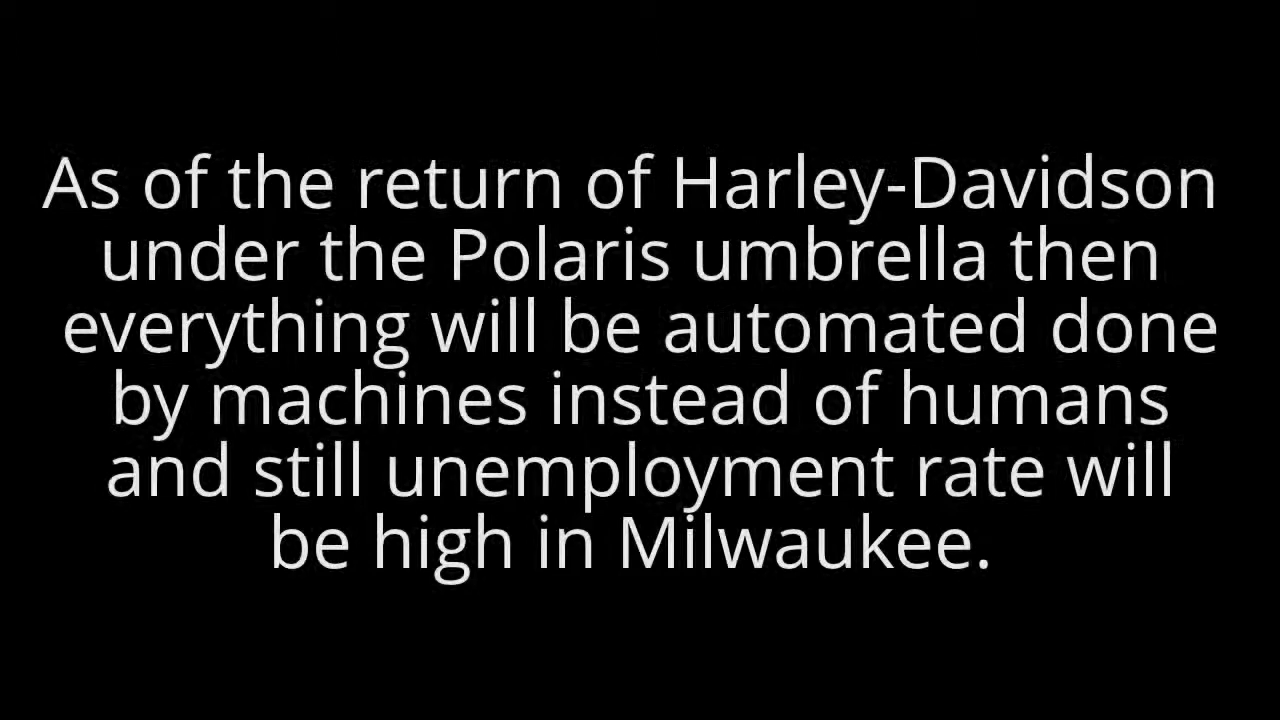 As of the return of Harley-Davidson
under the Polaris umbrella then
everything will be automated done
by machines instead of humans
and still unemployment rate will
be high in Milwaukee.